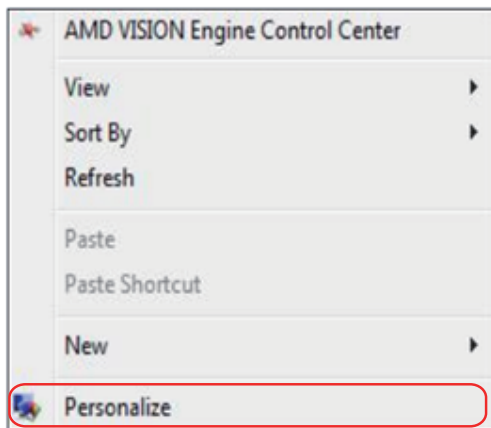 AMD VISION Engine Control Center
View
Sort By
Refresh
Paste
Paste Shortcut
New
Personalize